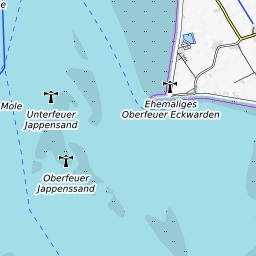 Mole
Unterfeuer
Jappensand
Ehemaliges
Oberfeuer Eckwarden
Oberfeuer
Jappenssand